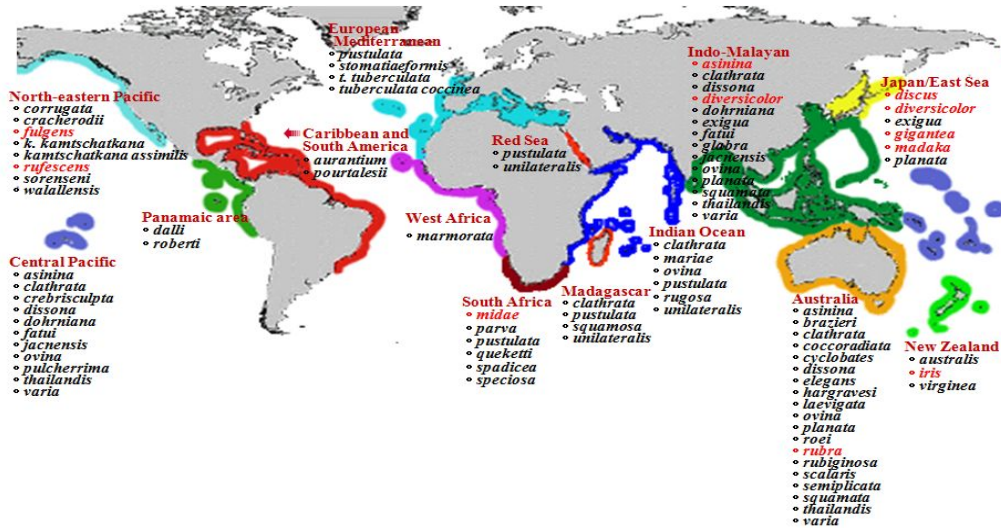 European
Mediterranean
pustulata
stomatiaeformis
t. tuberculata
tuberculata coccinea
North-eastern Pacific
corrugata
cracherodii
fulgens
k. kamtschatkana
kamtschatkana assimilis
rufescens
sorenseni
walallensis
Caribbean and
South America
aurantium
pourtalesii
Panamaic area
dalli
roberti
Central Pacific
asinina
clathrata
crebrisculpta
dissona
dohrniana
fatui
jacnensis
ovina
pulcherrima
thailandis
varia
Red Sea
pustulata
unilateralis
West Africa
marmorata
South Africa
midae
parva
pustulata
queketti
spadicea
speciosa
Madagascar
clathrata
pustulata
squamosa
unilateralis
Indian Ocean
clathrata
mariae
ovina
pustulata
rugosa
unilateralis
Indo-Malayan
asinina
clathrata
dissona
diversicolor
dohrniana
exigua
fatui
glabra
jacnensis
ovina
planata
squamata
thailandis
varia
Japan/East Sea
discus
diversicolor
exigua
gigantea
madaka
planata
Australia
asinina
brazieri
clathrata
coccoradiata
cyclobates
dissona
elegans
hargravesi
laevigata
ovina
planata
roei
rubra
rubiginosa
scalaris
semiplicata
squamata
thailandis
varia
New Zealand
australis
iris
virginea